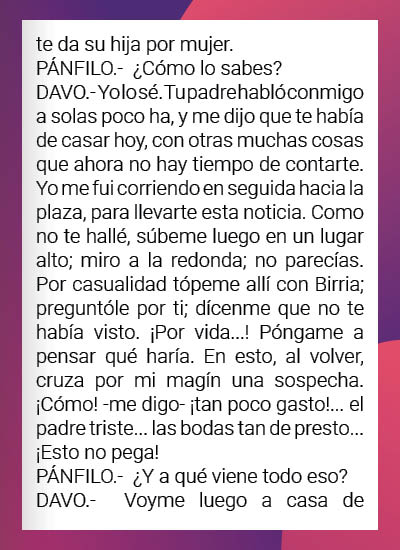 te da su hija por mujer.
PÁNFILO.- ¿Cómo lo sabes?
DAVO.- Yo lo sé. Tu padre habló conmigo
a solas poco ha, y me dijo que te había
de casar hoy, con otras muchas cosas
que ahora no hay tiempo de contarte.
Yo me fui corriendo en seguida hacia la
plaza, para llevarte esta noticia. Como
no te hallé, súbeme luego en un lugar
alto; miro a la redonda; no parecías.
Por casualidad tópeme allí con Birria;
preguntóle por ti; dícenme que no te
había visto. ¡Por vida...! Póngame a
pensar qué haría. En esto, al volver,
cruza por mi magín una sospecha.
¡Cómo! -me digo- ¡tan poco gasto!... el
padre triste... las bodas tan de presto...
¡Esto no pega!
PÁNFILO.- ¿Y a qué viene todo eso?
DAVO.- Voyme luego a casa de